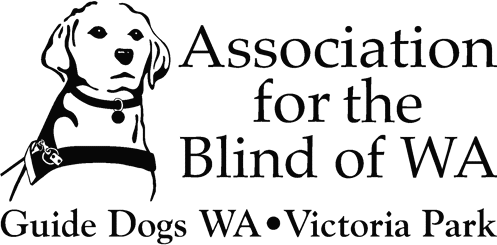 Association
for the
Blind of WA
Guide Dogs WA•Victoria Park